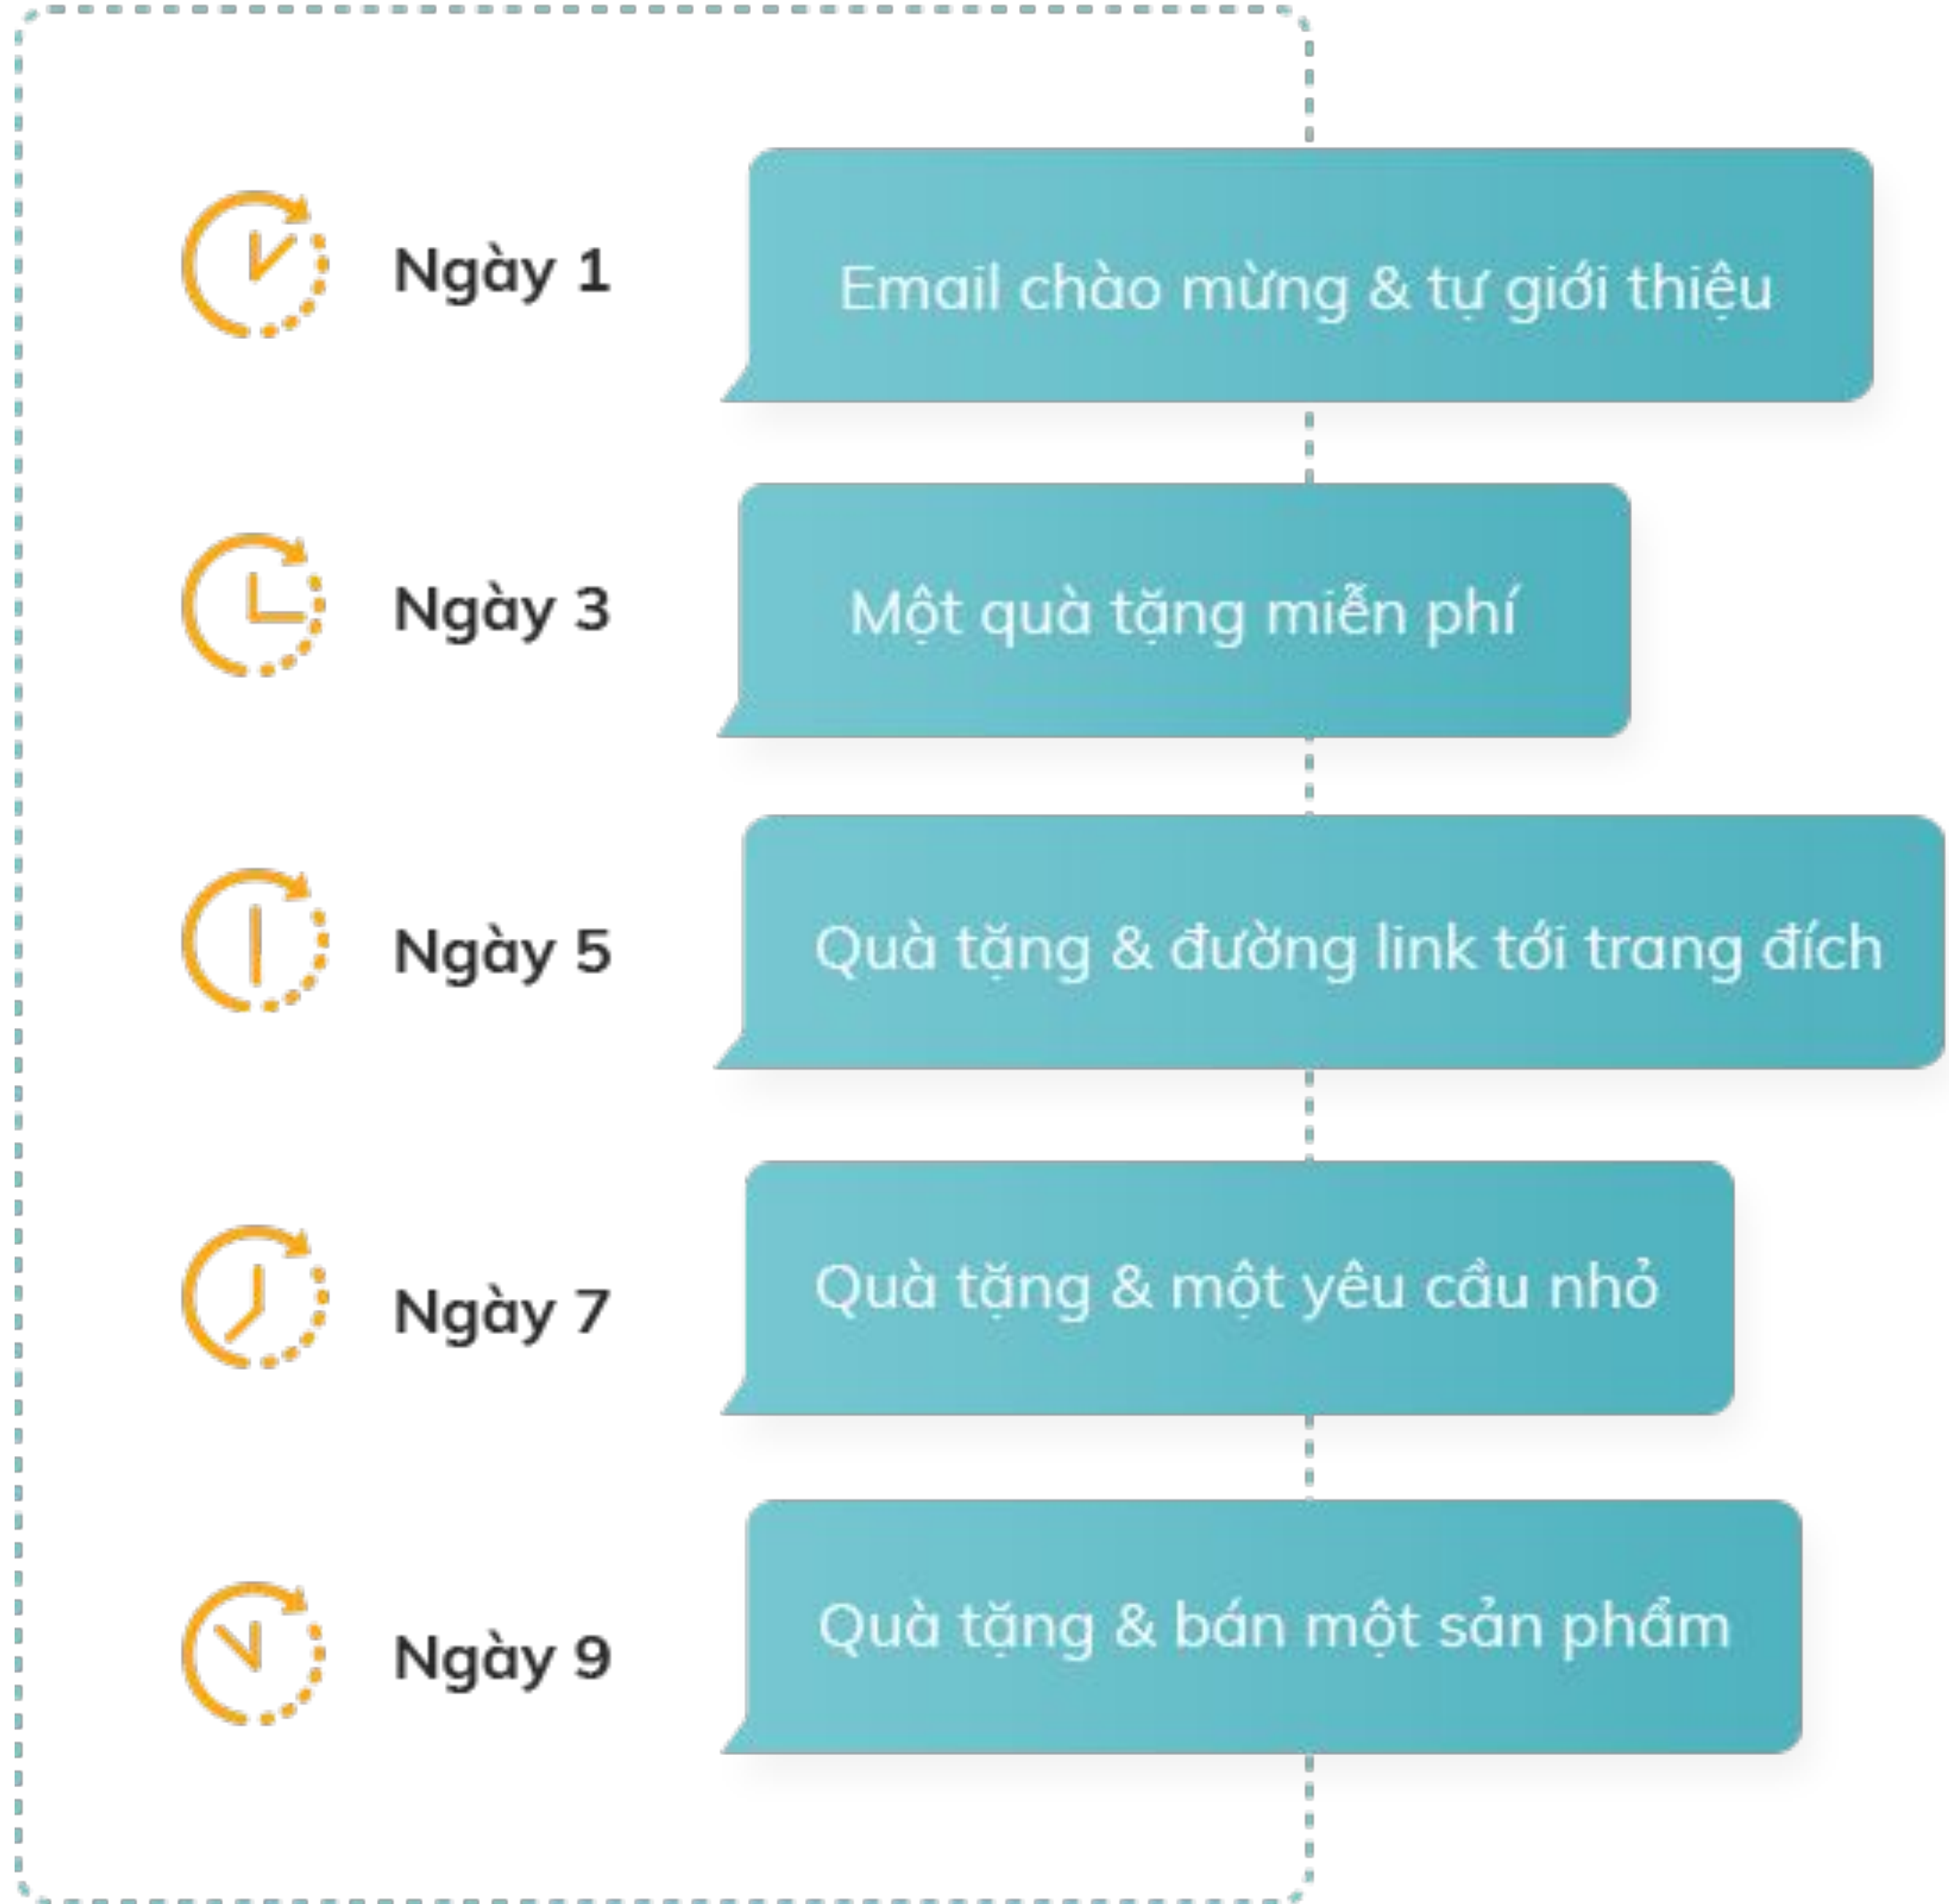 Ngày 1
Email chào mừng & tự giới thiệu
Ngày 3
Một quà tặng miễn phí
Ngày 5
Quà tặng & đường link tới trang đích
Ngày 7
Quà tặng & một yêu cầu nhỏ
Ngày 9
Quà tặng & bán một sản phẩm